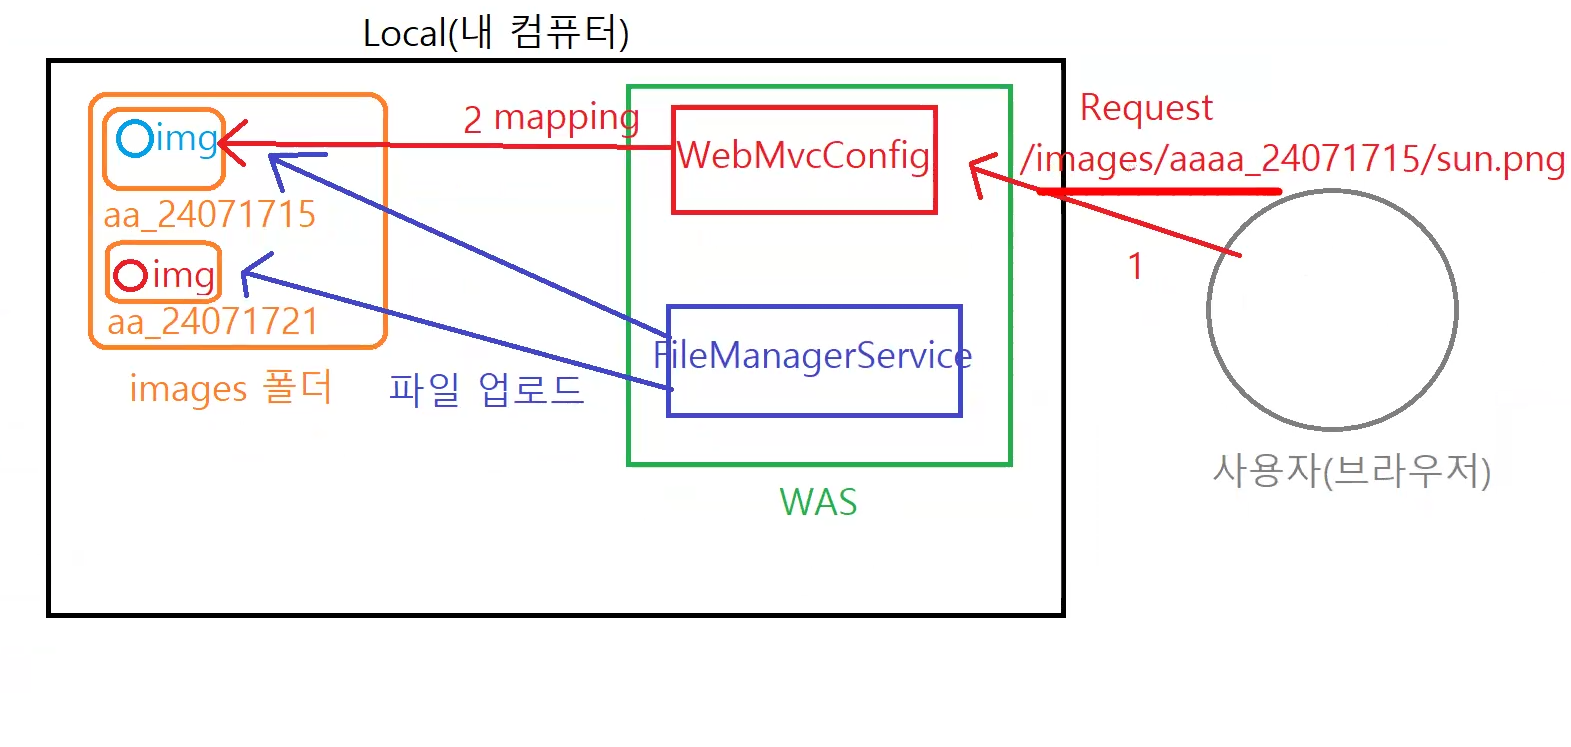 Local(내 컴퓨터)
img
aa_24071715
img
aa_24071721
images 폴더
2 mapping
파일 업로드
WebMvcConfig
FileManagerService
WAS
Request
/images/aaaa_24071715/sun.png
1
사용자(브라우저)